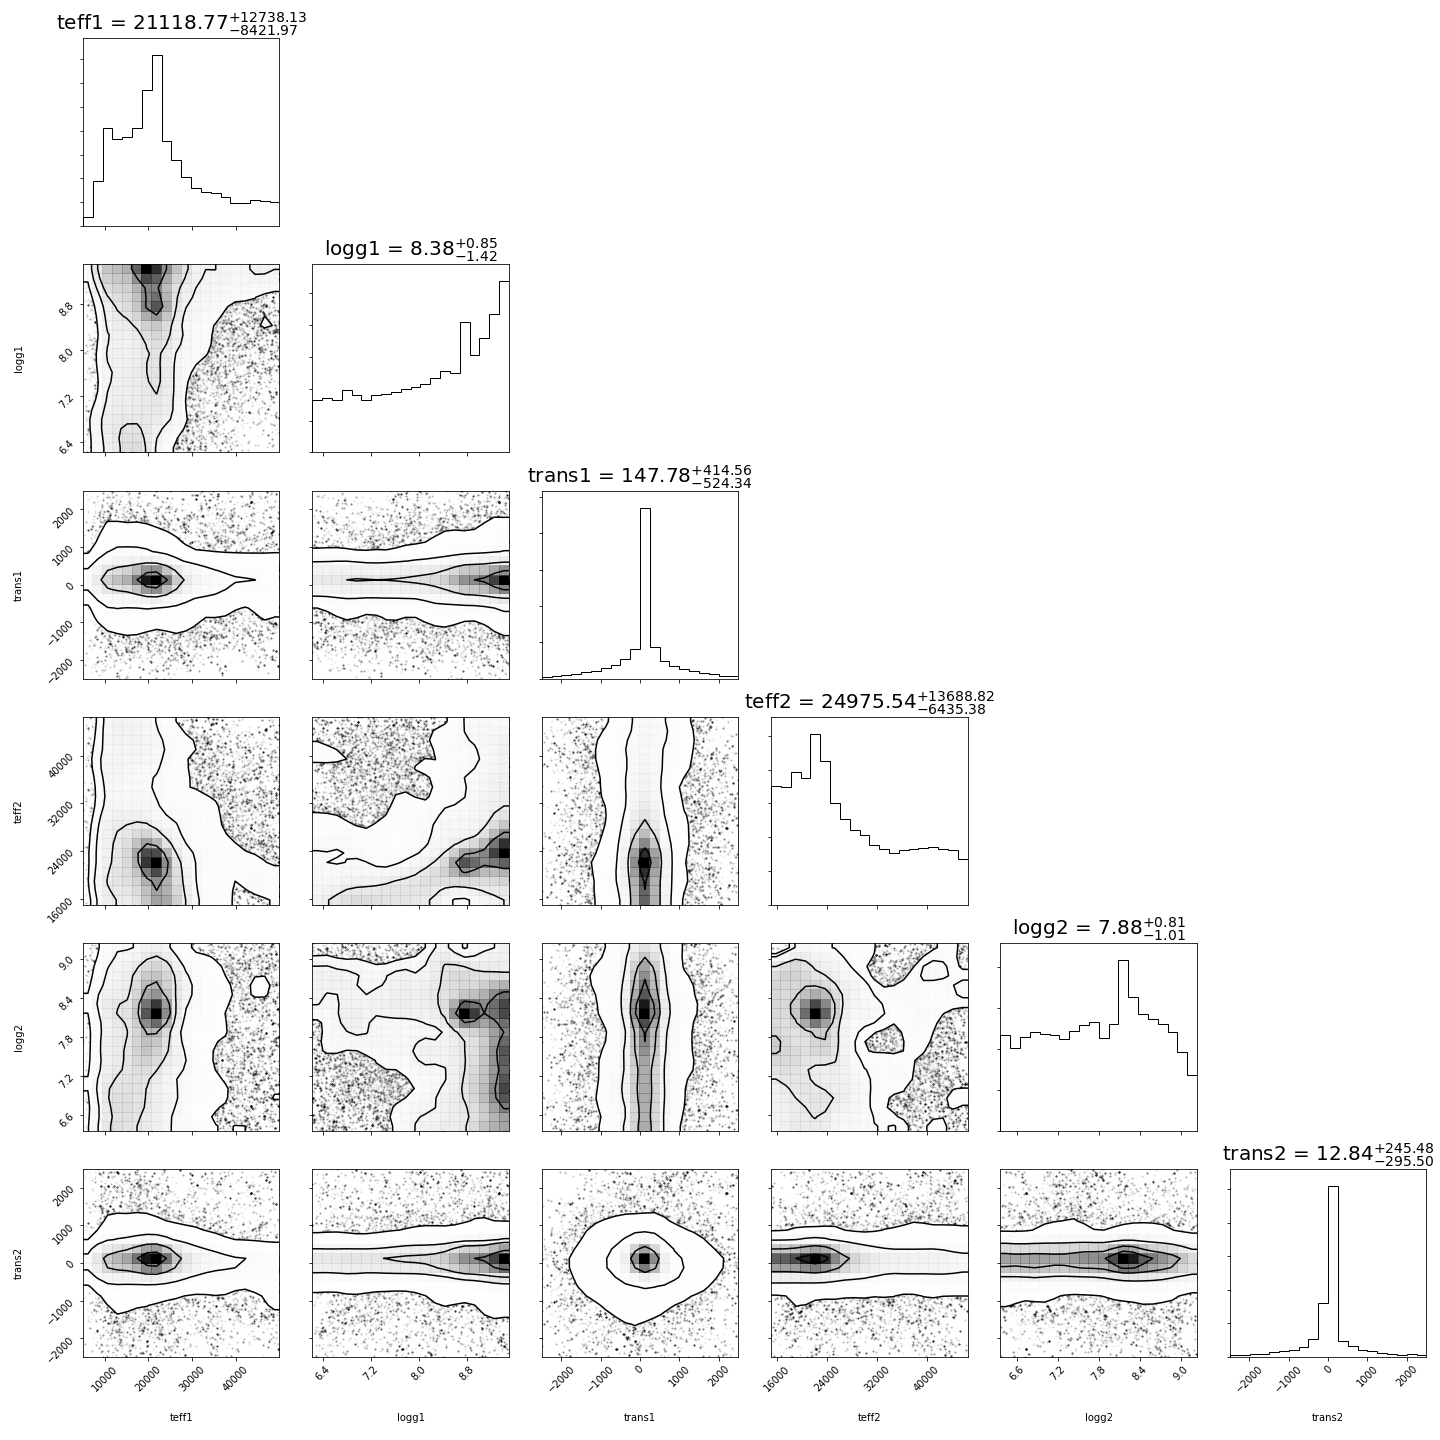 teff1 = 21118.77+12738.13−8421.97
logg1 = 8.38+0.85−1.42
8.8
8.0
7.2
6.4
logg1
trans1 = 147.78+414.56−524.34
2000
1000
0
−1000
−2000
trans1
teff2 = 24975.54+13688.82−6435.38
40000
32000
24000
16000
teff2
logg2 = 7.88+0.81−1.01
9.0
8.4
7.8
7.2
6.6
logg2
trans2 = 12.84+245.48−295.50
2000
1000
0
−1000
−2000
trans2
10000 20000 30000 40000
6.4 7.2 8.0 8.8
−2000 −1000 0 1000 2000
16000 24000 32000 40000
6.6 7.2 7.8 8.4 9.0
−2000 −1000 0 1000 2000
teff1 logg1 trans1 teff2 logg2 trans2